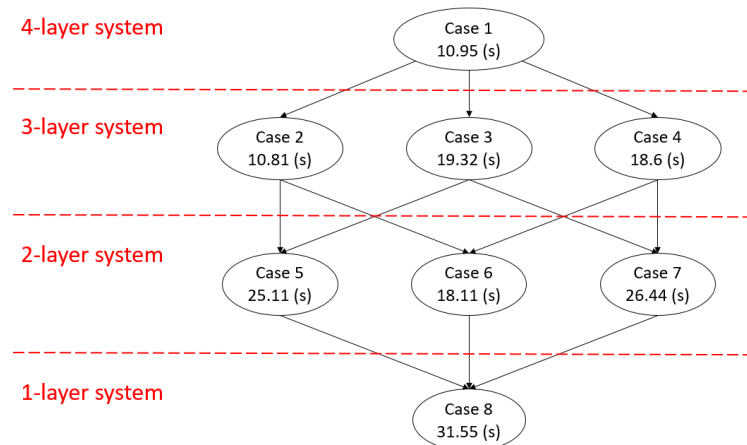 4-layer system
Case 1
10.95 (s)
3-layer system
Case 2
10.81 (s)
Case 3
19.32 (s)
Case 4
18.6 (s)
2-layer system
Case 5
25.11 (s)
Case 6
18.11 (s)
Case 7
26.44 (s)
1-layer system
Case 8
31.55 (s)